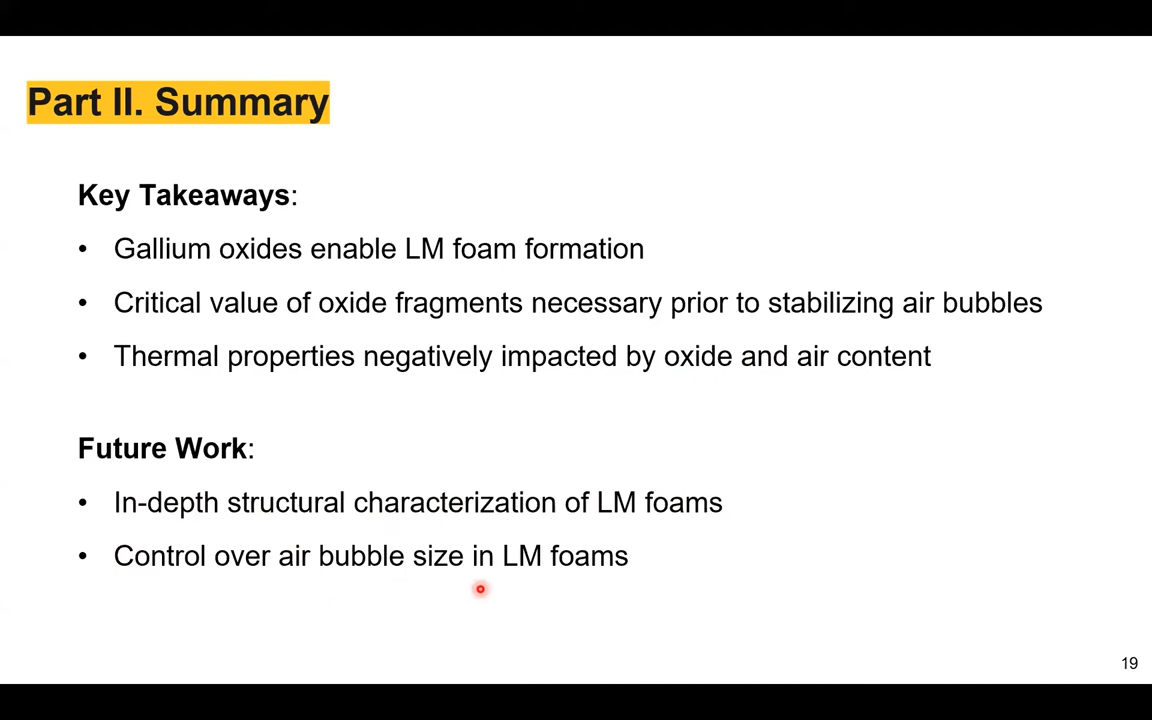 Part II. Summary
Key Takeaways:
• Gallium oxides enable LM foam formation
• Critical value of oxide fragments necessary prior to stabilizing air bubbles
• Thermal properties negatively impacted by oxide and air content
Future Work:
• In-depth structural characterization of LM foams
• Control over air bubble size in LM foams
19